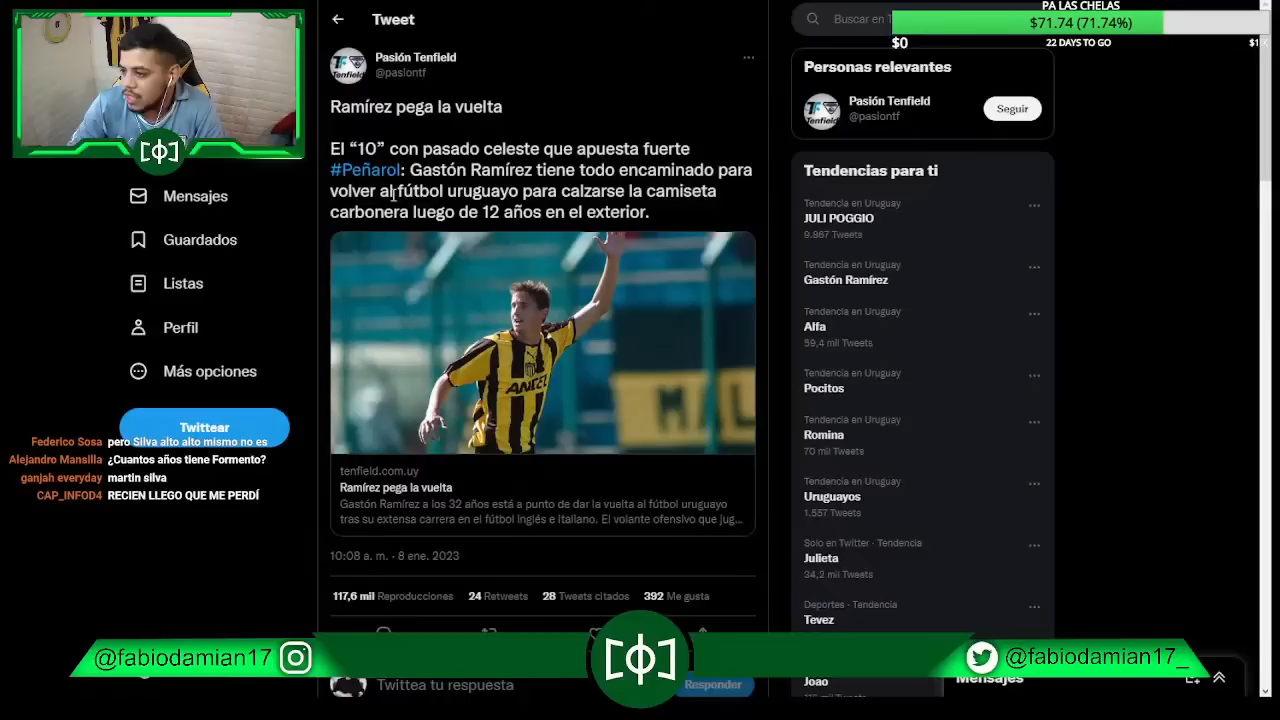 Tweet
Pasión Tenfield
@pasiontf
Ramírez pega la vuelta
El “10” con pasado celeste que apuesta fuerte
#Peñarol: Gastón Ramírez tiene todo encaminado para
volver al fútbol uruguayo para calzarse la camiseta
carbonera luego de 12 años en el exterior.
ANCEL
MAL
tenfield.com.uy
Ramírez pega la vuelta
Gastón Ramírez a los 32 años está a punto de dar la vuelta al fútbol uruguayo
tras su extensa carrera en el fútbol inglés e italiano. El volante ofensivo que jug...
10:08 a. m. · 8 ene. 2023
117,6 mil Reproducciones 24 Retweets 28 Tweets citados 392 Me gusta
Twittea tu respuesta
Responder
Mensajes
Guardados
Listas
Perfil
Más opciones
Twittear
Federico Sosa pero Silva alto alto mismo no es
Alejandro Mansilla ¿Cuantos años tiene Formento?
ganjah everyday martin silva
CAP_INFOD4 RECIEN LLEGO QUE ME PERDÍ
Buscar en
PA LAS CHELAS
$71.74 (71.74%)
$0
22 DAYS TO GO
Personas relevantes
Tenfield
Pasión Tenfield
@pasiontf
Seguir
Tendencias para ti
Tendencia en Uruguay
JULI POGGIO
9.867 Tweets
Tendencia en Uruguay
Gastón Ramírez
Tendencia en Uruguay
Alfa
59,4 mil Tweets
Tendencia en Uruguay
Pocitos
Tendencia en Uruguay
Romina
70 mil Tweets
Tendencia en Uruguay
Uruguayos
1.557 Tweets
Solo en Twitter · Tendencia
Julieta
34,2 mil Tweets
Deportes · Tendencia
Tevez
Joao
Mensajes
@fabiodamian17
@fabiodamian17_